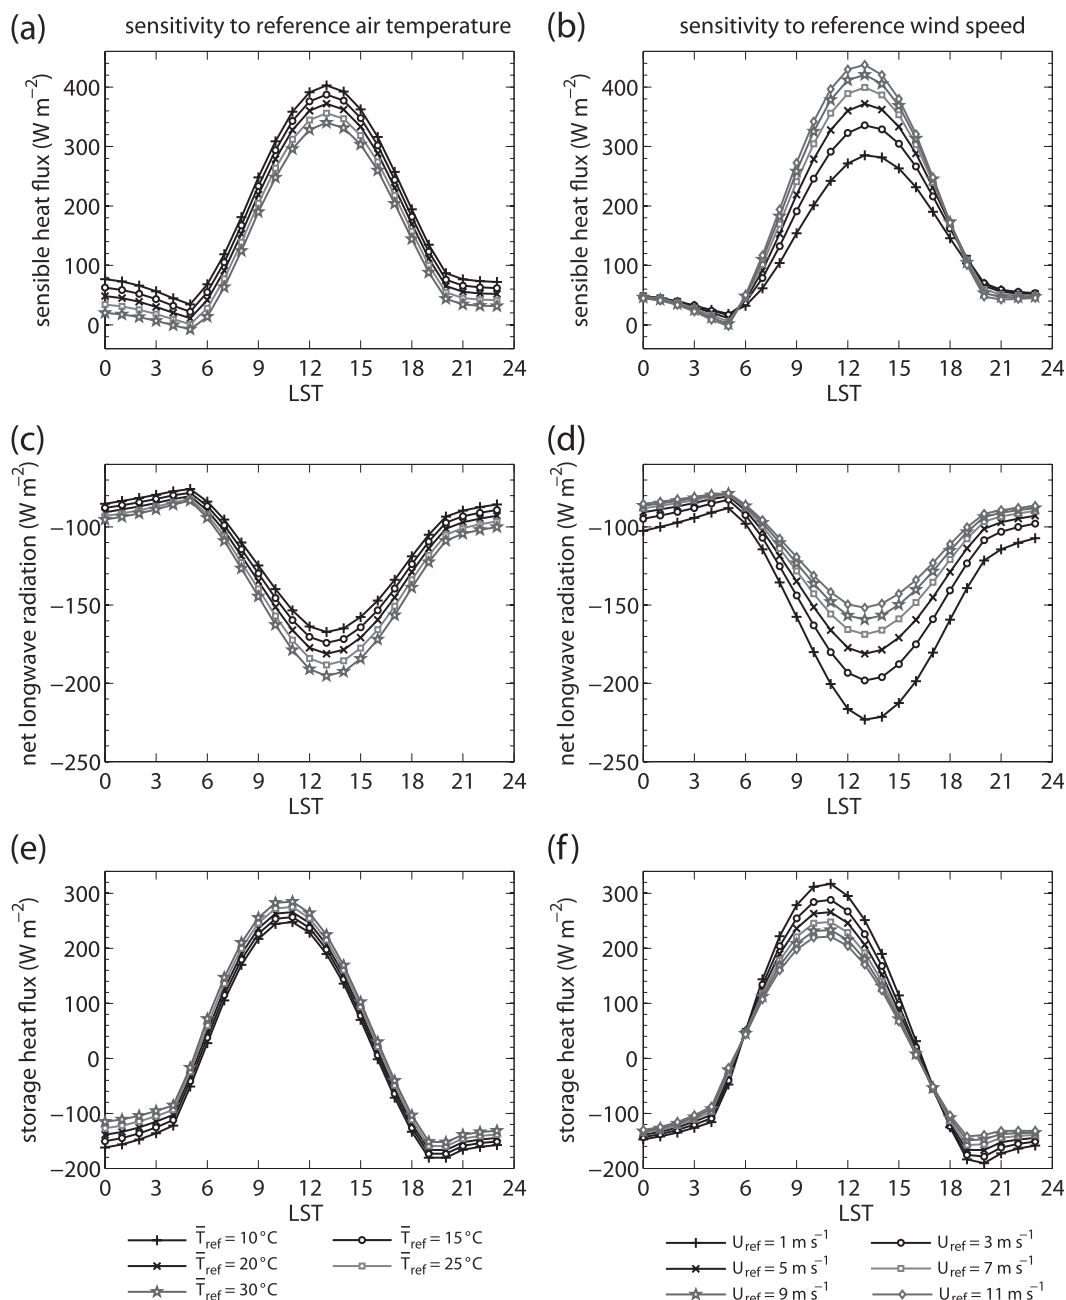 (a) sensitivity to reference air temperature
sensible heat flux (W m⁻²)
400
300
200
100
0
0 3 6 9 12 15 18 21 24
LST
(b) sensitivity to reference wind speed
sensible heat flux (W m⁻²)
400
300
200
100
0
0 3 6 9 12 15 18 21 24
LST
(c)
net longwave radiation (W m⁻²)
−100
−150
−200
−250
0 3 6 9 12 15 18 21 24
LST
(d)
net longwave radiation (W m⁻²)
−100
−150
−200
−250
0 3 6 9 12 15 18 21 24
LST
(e)
storage heat flux (W m⁻²)
300
200
100
0
−100
−200
0 3 6 9 12 15 18 21 24
LST
(f)
storage heat flux (W m⁻²)
300
200
100
0
−100
−200
0 3 6 9 12 15 18 21 24
LST
T̅ref = 10 °C T̅ref = 15 °C
T̅ref = 20 °C T̅ref = 25 °C
T̅ref = 30 °C
Uref = 1 m s⁻¹ Uref = 3 m s⁻¹
Uref = 5 m s⁻¹ Uref = 7 m s⁻¹
Uref = 9 m s⁻¹ Uref = 11 m s⁻¹